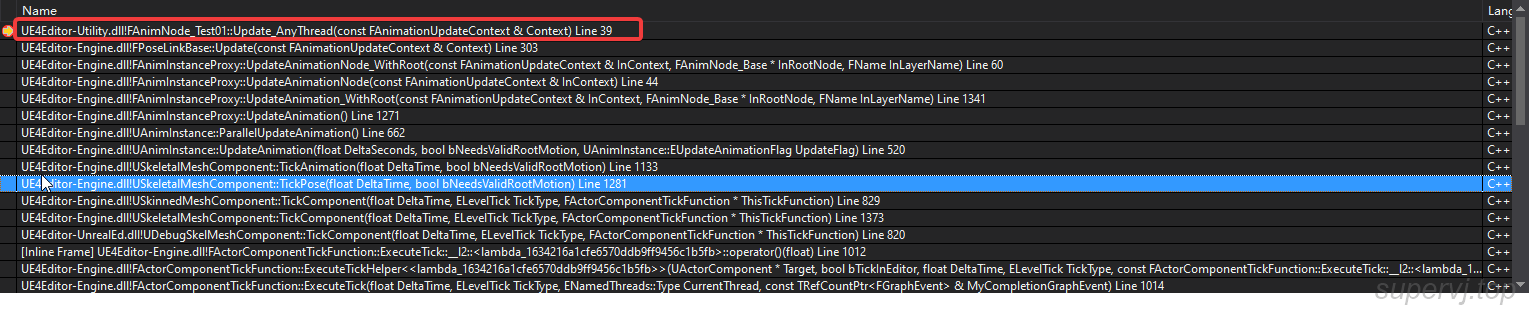 Name Lang
UE4Editor-Utility.dll!FAnimNode_Test01::Update_AnyThread(const FAnimationUpdateContext & Context) Line 39 C++
UE4Editor-Engine.dll!FPoseLinkBase::Update(const FAnimationUpdateContext & Context) Line 303 C++
UE4Editor-Engine.dll!FAnimInstanceProxy::UpdateAnimationNode_WithRoot(const FAnimationUpdateContext & InContext, FAnimNode_Base * InRootNode, FName InLayerName) Line 60 C++
UE4Editor-Engine.dll!FAnimInstanceProxy::UpdateAnimationNode(const FAnimationUpdateContext & InContext) Line 44 C++
UE4Editor-Engine.dll!FAnimInstanceProxy::UpdateAnimation_WithRoot(const FAnimationUpdateContext & InContext, FAnimNode_Base * InRootNode, FName InLayerName) Line 1341 C++
UE4Editor-Engine.dll!FAnimInstanceProxy::UpdateAnimation() Line 1271 C++
UE4Editor-Engine.dll!UAnimInstance::ParallelUpdateAnimation() Line 662 C++
UE4Editor-Engine.dll!UAnimInstance::UpdateAnimation(float DeltaSeconds, bool bNeedsValidRootMotion, UAnimInstance::EUpdateAnimationFlag UpdateFlag) Line 520 C++
UE4Editor-Engine.dll!USkeletalMeshComponent::TickAnimation(float DeltaTime, bool bNeedsValidRootMotion) Line 1133 C++
UE4Editor-Engine.dll!USkeletalMeshComponent::TickPose(float DeltaTime, bool bNeedsValidRootMotion) Line 1281 C++
UE4Editor-Engine.dll!USkinnedMeshComponent::TickComponent(float DeltaTime, ELevelTick TickType, FActorComponentTickFunction * ThisTickFunction) Line 829 C++
UE4Editor-Engine.dll!USkeletalMeshComponent::TickComponent(float DeltaTime, ELevelTick TickType, FActorComponentTickFunction * ThisTickFunction) Line 1373 C++
UE4Editor-UnrealEd.dll!UDebugSkelMeshComponent::TickComponent(float DeltaTime, ELevelTick TickType, FActorComponentTickFunction * ThisTickFunction) Line 820 C++
[Inline Frame] UE4Editor-Engine.dll!FActorComponentTickFunction::ExecuteTick::__l2::<lambda_1634216a1cfe6570ddb9ff9456c1b5fb>::operator()(float) Line 1012 C++
UE4Editor-Engine.dll!FActorComponentTickFunction::ExecuteTickHelper<<lambda_1634216a1cfe6570ddb9ff9456c1b5fb>>(UActorComponent * Target, bool bTickInEditor, float DeltaTime, ELevelTick TickType, const FActorComponentTickFunction::ExecuteTick::__l2::<lambda_1... C++
UE4Editor-Engine.dll!FActorComponentTickFunction::ExecuteTick(float DeltaTime, ELevelTick TickType, ENamedThreads::Type CurrentThread, const TRefCountPtr<FGraphEvent> & MyCompletionGraphEvent) Line 1014 C++
supervj.top